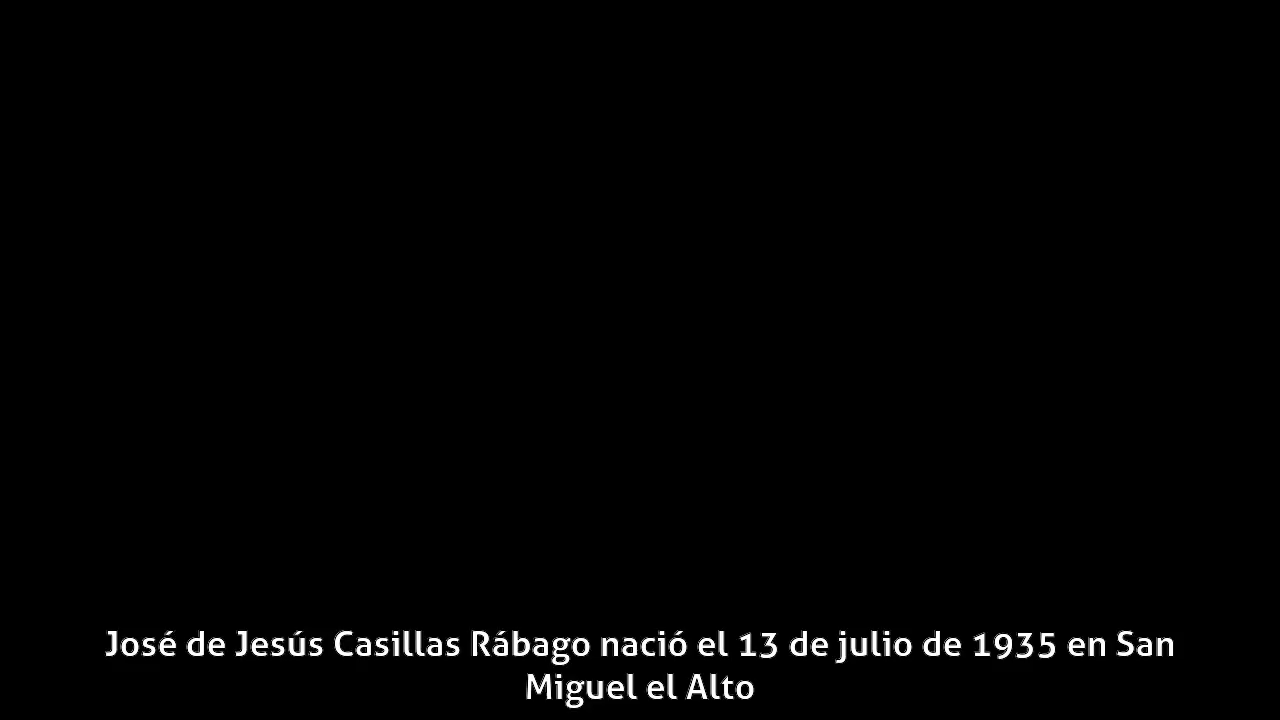 José de Jesús Casillas Rábago nació el 13 de julio de 1935 en San
Miguel el Alto